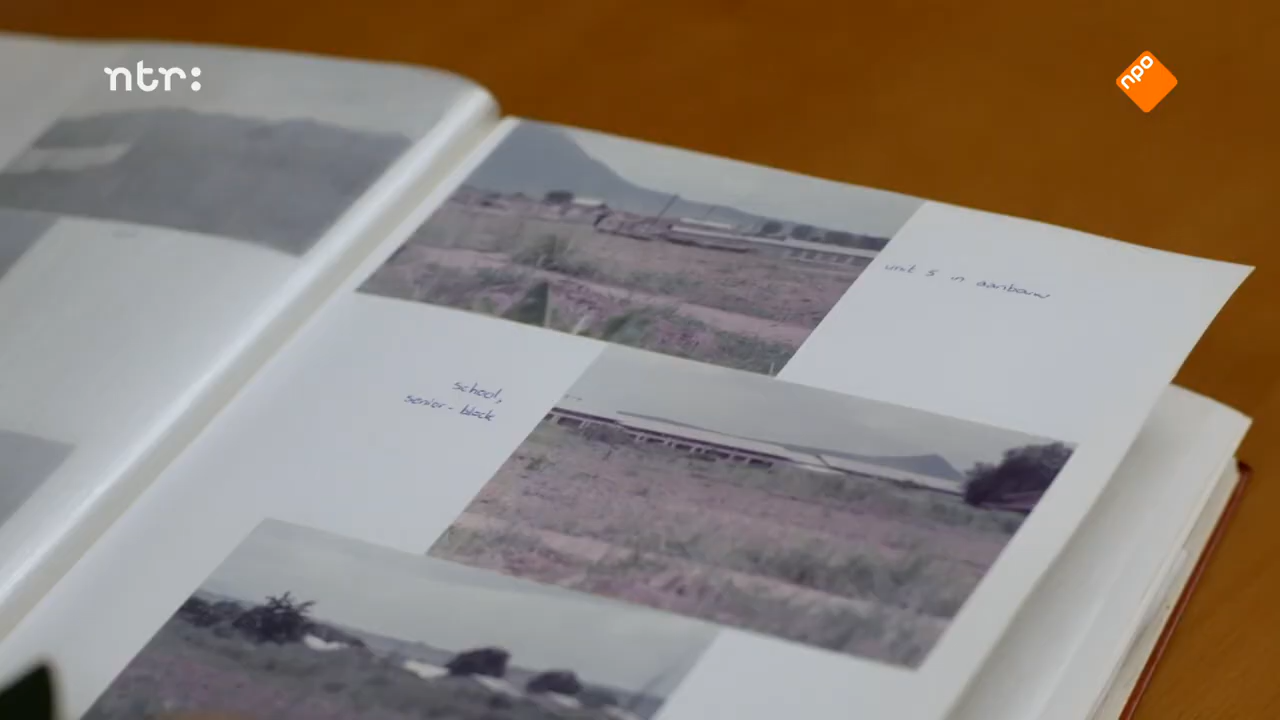 ntr:
npo
unit 5 in aanbouw
school,
senior-block